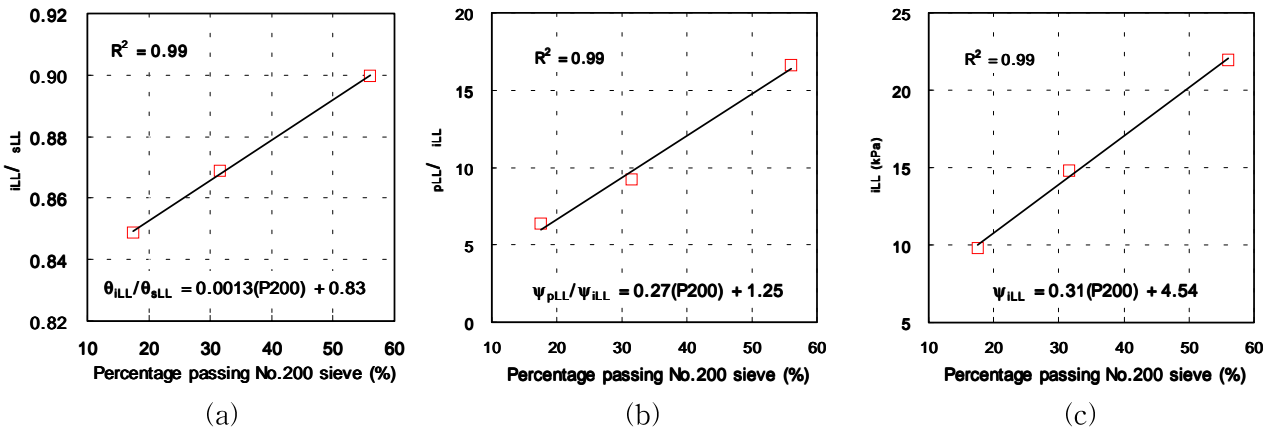 0.92
0.90
0.88
0.86
0.84
0.82
iLL/ sLL
R² = 0.99
θiLL/θsLL = 0.0013(P200) + 0.83
10 20 30 40 50 60
Percentage passing No.200 sieve (%)
(a)
20
15
10
5
0
pLL/ iLL
R² = 0.99
ψpLL/ψiLL = 0.27(P200) + 1.25
10 20 30 40 50 60
Percentage passing No.200 sieve (%)
(b)
25
20
15
10
5
iLL (kPa)
R² = 0.99
ψiLL = 0.31(P200) + 4.54
10 20 30 40 50 60
Percentage passing No.200 sieve (%)
(c)